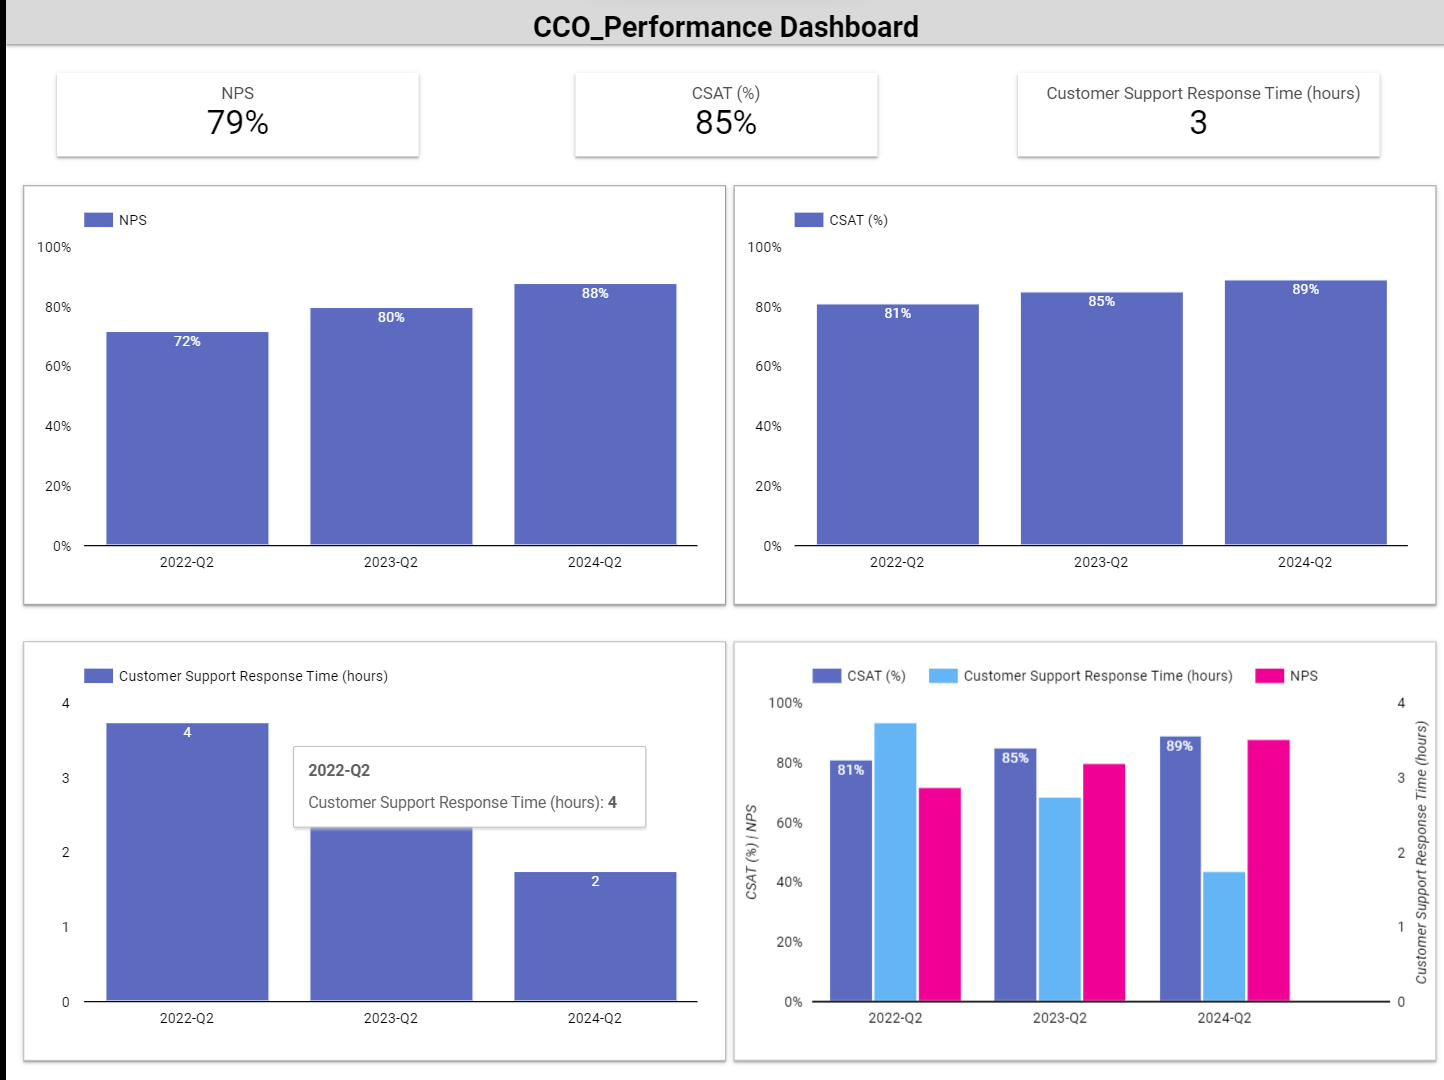 CCO_Performance Dashboard
NPS
79%
CSAT (%)
85%
Customer Support Response Time (hours)
3
NPS
100%
80%
60%
40%
20%
0%
72%
80%
88%
2022-Q2
2023-Q2
2024-Q2
CSAT (%)
100%
80%
60%
40%
20%
0%
81%
85%
89%
2022-Q2
2023-Q2
2024-Q2
Customer Support Response Time (hours)
4
3
2
1
0
4
2022-Q2
Customer Support Response Time (hours): 4
2
2022-Q2
2023-Q2
2024-Q2
CSAT (%)
Customer Support Response Time (hours)
NPS
CSAT (%) | NPS
100%
80%
60%
40%
20%
0%
81%
85%
89%
4
3
2
1
0
Customer Support Response Time (hours)
2022-Q2
2023-Q2
2024-Q2